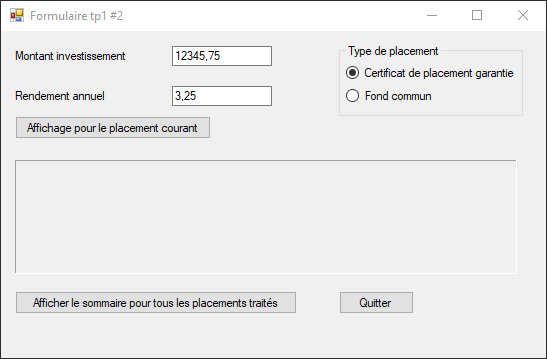 Formulaire tp1 #2
Montant investissement
12345,75
Type de placement
Certificat de placement garantie
Rendement annuel
3,25
Fond commun
Affichage pour le placement courant
Afficher le sommaire pour tous les placements traités
Quitter